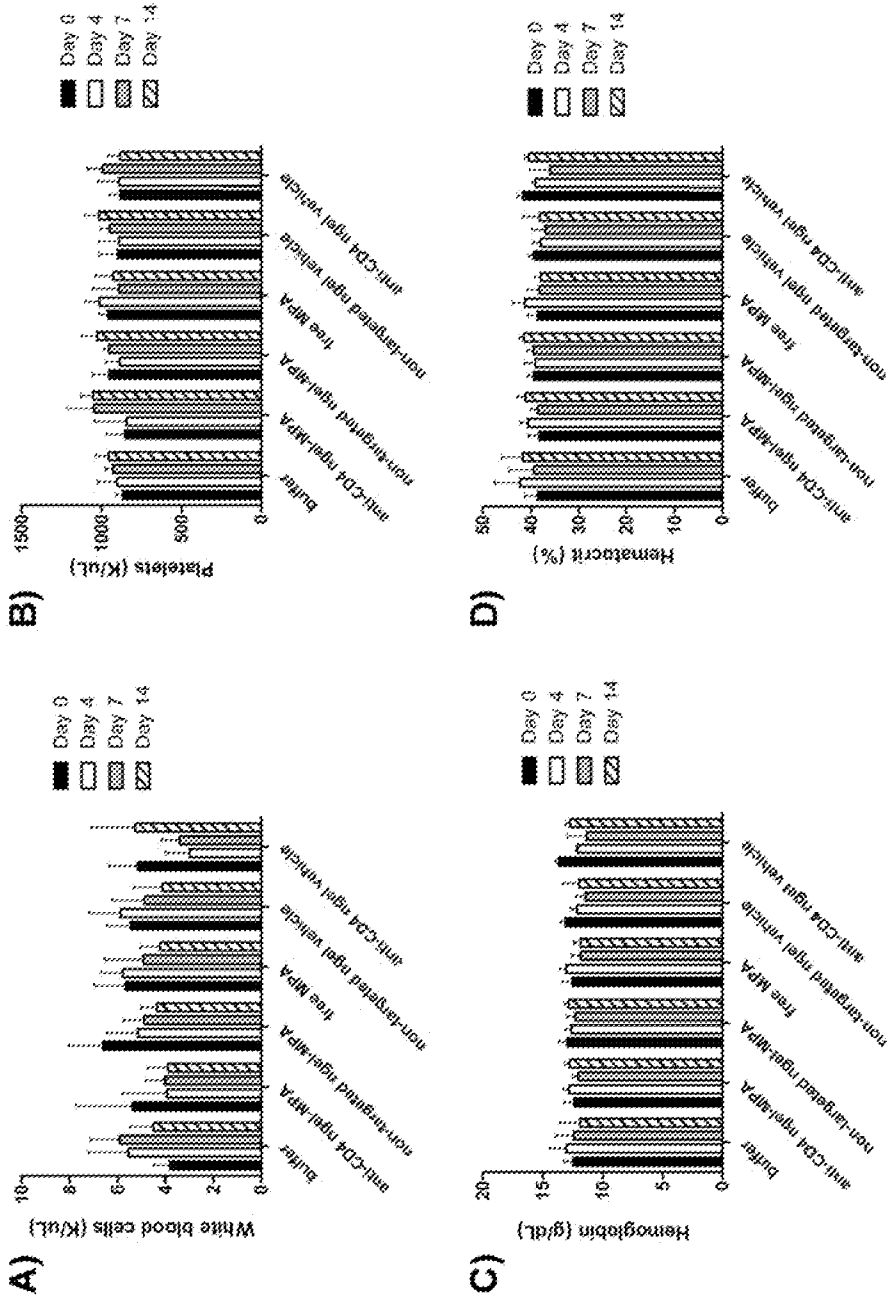 A)
White blood cells (K/uL)
10
8
6
4
2
0
buffer
anti-CD4 ngel-MPA
non-targeted ngel-MPA
free MPA
non-targeted ngel vehicle
anti-CD4 ngel vehicle
Day 0
Day 4
Day 7
Day 14
B)
Platelets (K/uL)
1500
1000
500
0
buffer
anti-CD4 ngel-MPA
non-targeted ngel-MPA
free MPA
non-targeted ngel vehicle
anti-CD4 ngel vehicle
Day 0
Day 4
Day 7
Day 14
C)
Hemoglobin (g/dL)
20
15
10
5
0
buffer
anti-CD4 ngel-MPA
non-targeted ngel-MPA
free MPA
non-targeted ngel vehicle
anti-CD4 ngel vehicle
Day 0
Day 4
Day 7
Day 14
D)
Hematocrit (%)
50
40
30
20
10
0
buffer
anti-CD4 ngel-MPA
non-targeted ngel-MPA
free MPA
non-targeted ngel vehicle
anti-CD4 ngel vehicle
Day 0
Day 4
Day 7
Day 14